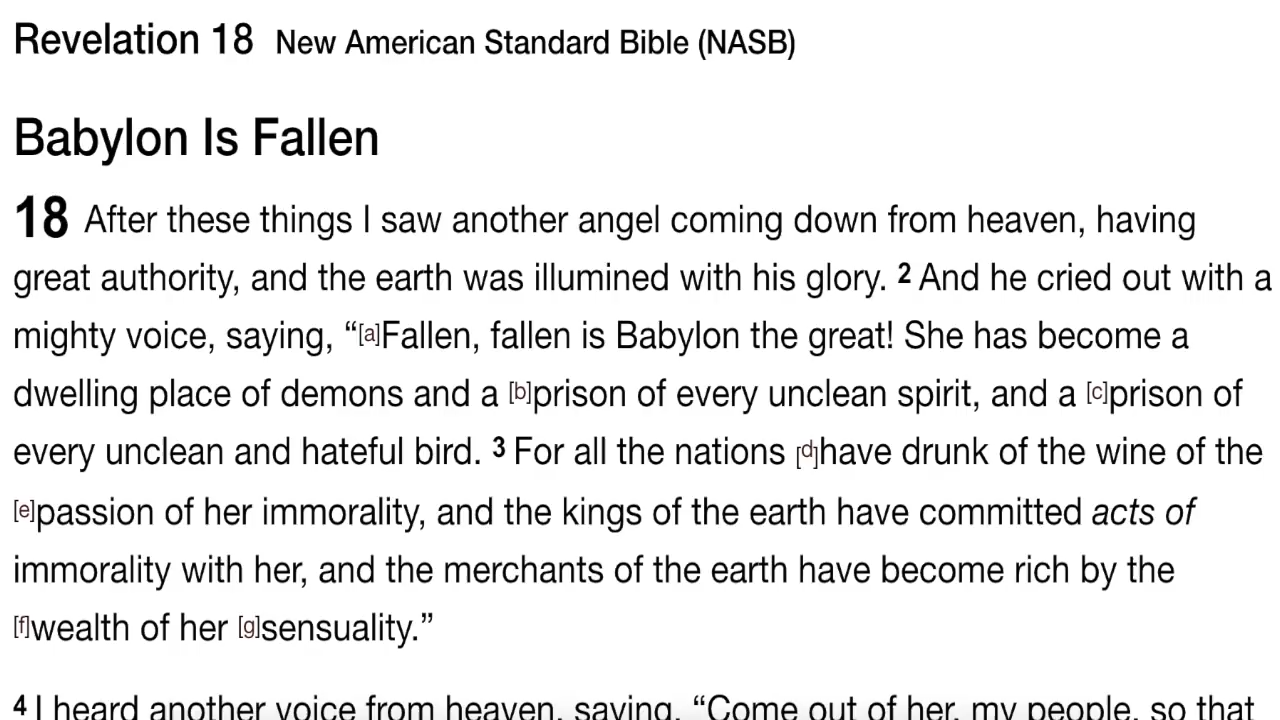 Revelation 18 New American Standard Bible (NASB)
Babylon Is Fallen
18 After these things I saw another angel coming down from heaven, having
great authority, and the earth was illumined with his glory. 2 And he cried out with a
mighty voice, saying, “[a]Fallen, fallen is Babylon the great! She has become a
dwelling place of demons and a [b]prison of every unclean spirit, and a [c]prison of
every unclean and hateful bird. 3 For all the nations [d]have drunk of the wine of the
[e]passion of her immorality, and the kings of the earth have committed acts of
immorality with her, and the merchants of the earth have become rich by the
[f]wealth of her [g]sensuality.”
4 I heard another voice from heaven, saying, “Come out of her, my people, so that